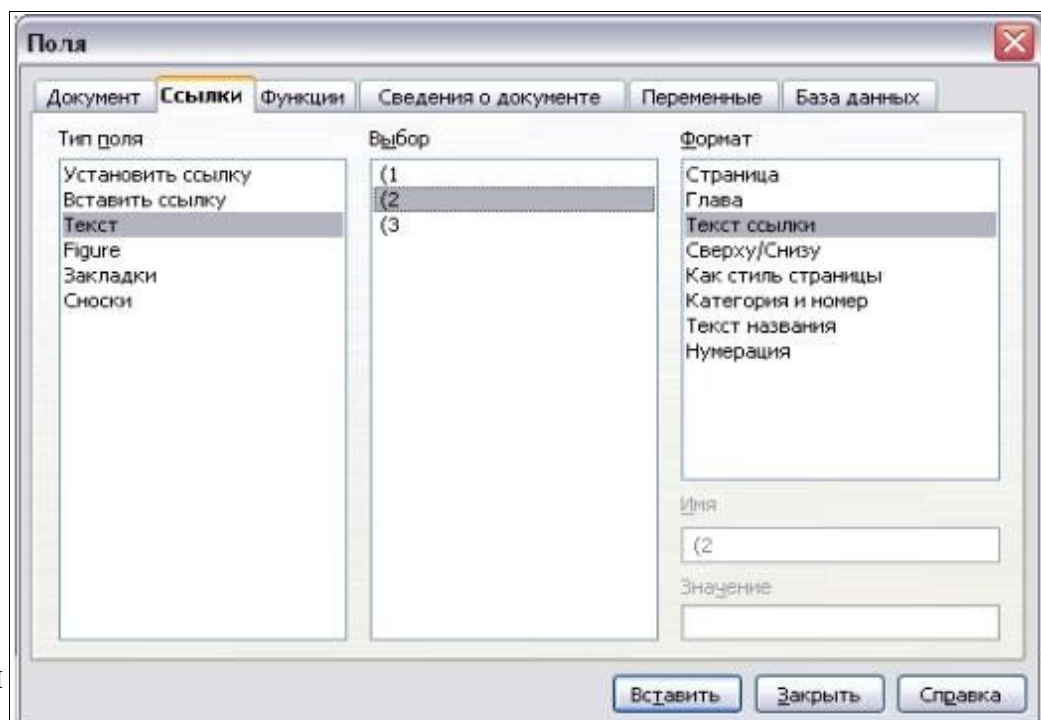 Поля
Документ Ссылки Функции Сведения о документе Переменные База данных
Тип поля
Установить ссылку
Вставить ссылку
Текст
Figure
Закладки
Сноски
Выбор
(1
(2
(3
Формат
Страница
Глава
Текст ссылки
Сверху/Снизу
Как стиль страницы
Категория и номер
Текст названия
Нумерация
Имя
(2
Значение
Вставить Закрыть Справка